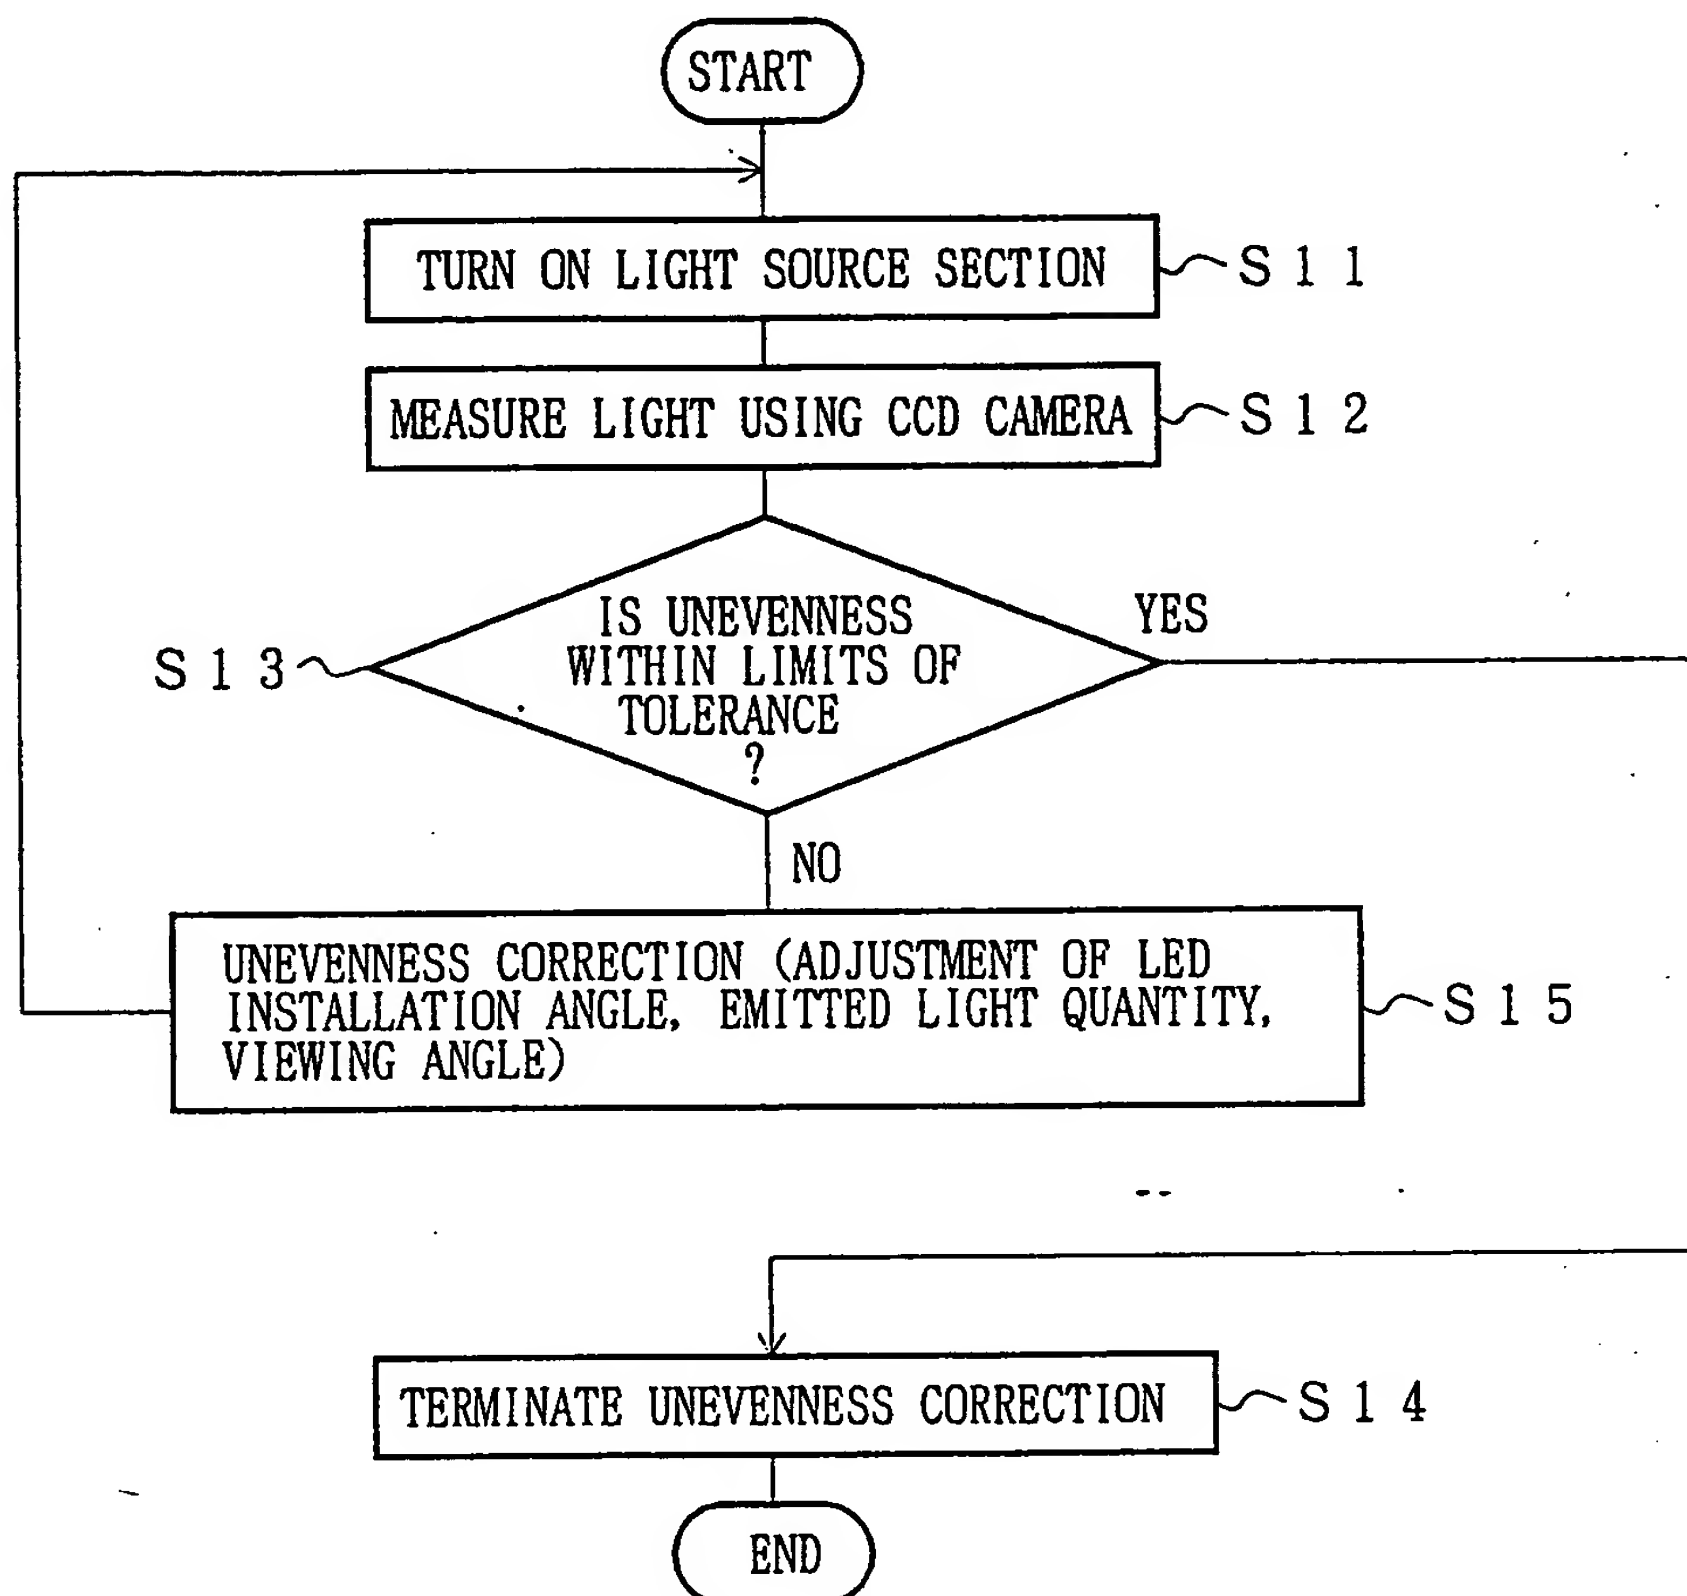 START
TURN ON LIGHT SOURCE SECTION
S11
MEASURE LIGHT USING CCD CAMERA
S12
IS UNEVENNESS
WITHIN LIMITS OF
TOLERANCE
?
YES
S13
NO
UNEVENNESS CORRECTION (ADJUSTMENT OF LED
INSTALLATION ANGLE, EMITTED LIGHT QUANTITY,
VIEWING ANGLE)
S15
TERMINATE UNEVENNESS CORRECTION
S14
END